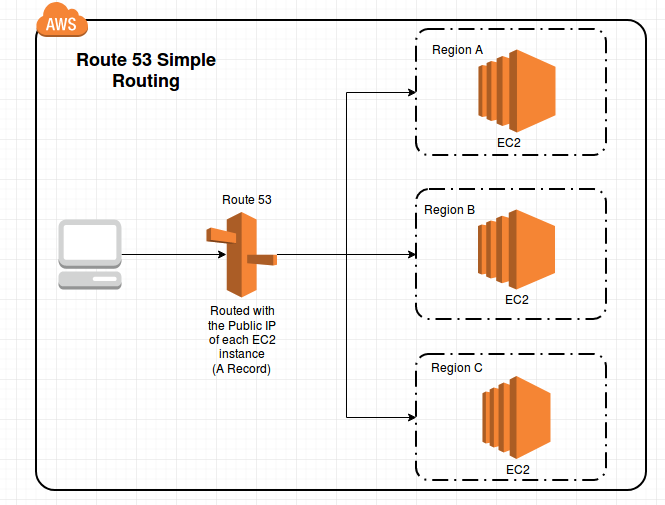 AWS
Route 53 Simple
Routing
Region A
EC2
Route 53
Region B
EC2
Routed with
the Public IP
of each EC2
instance
(A Record)
Region C
EC2